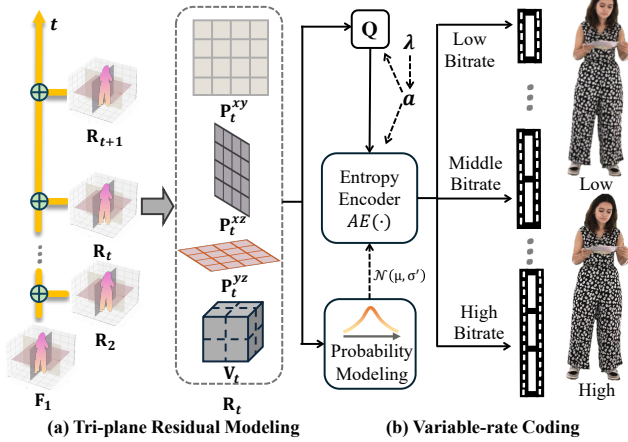 t
R_{t+1}
R_t
R_2
F_1
P_t^{xy}
P_t^{xz}
P_t^{yz}
V_t
R_t
(a) Tri-plane Residual Modeling
Q
λ
a
Entropy
Encoder
AE(·)
𝒩(μ, σ′)
Probability
Modeling
Low
Bitrate
Middle
Bitrate
High
Bitrate
Low
High
(b) Variable-rate Coding